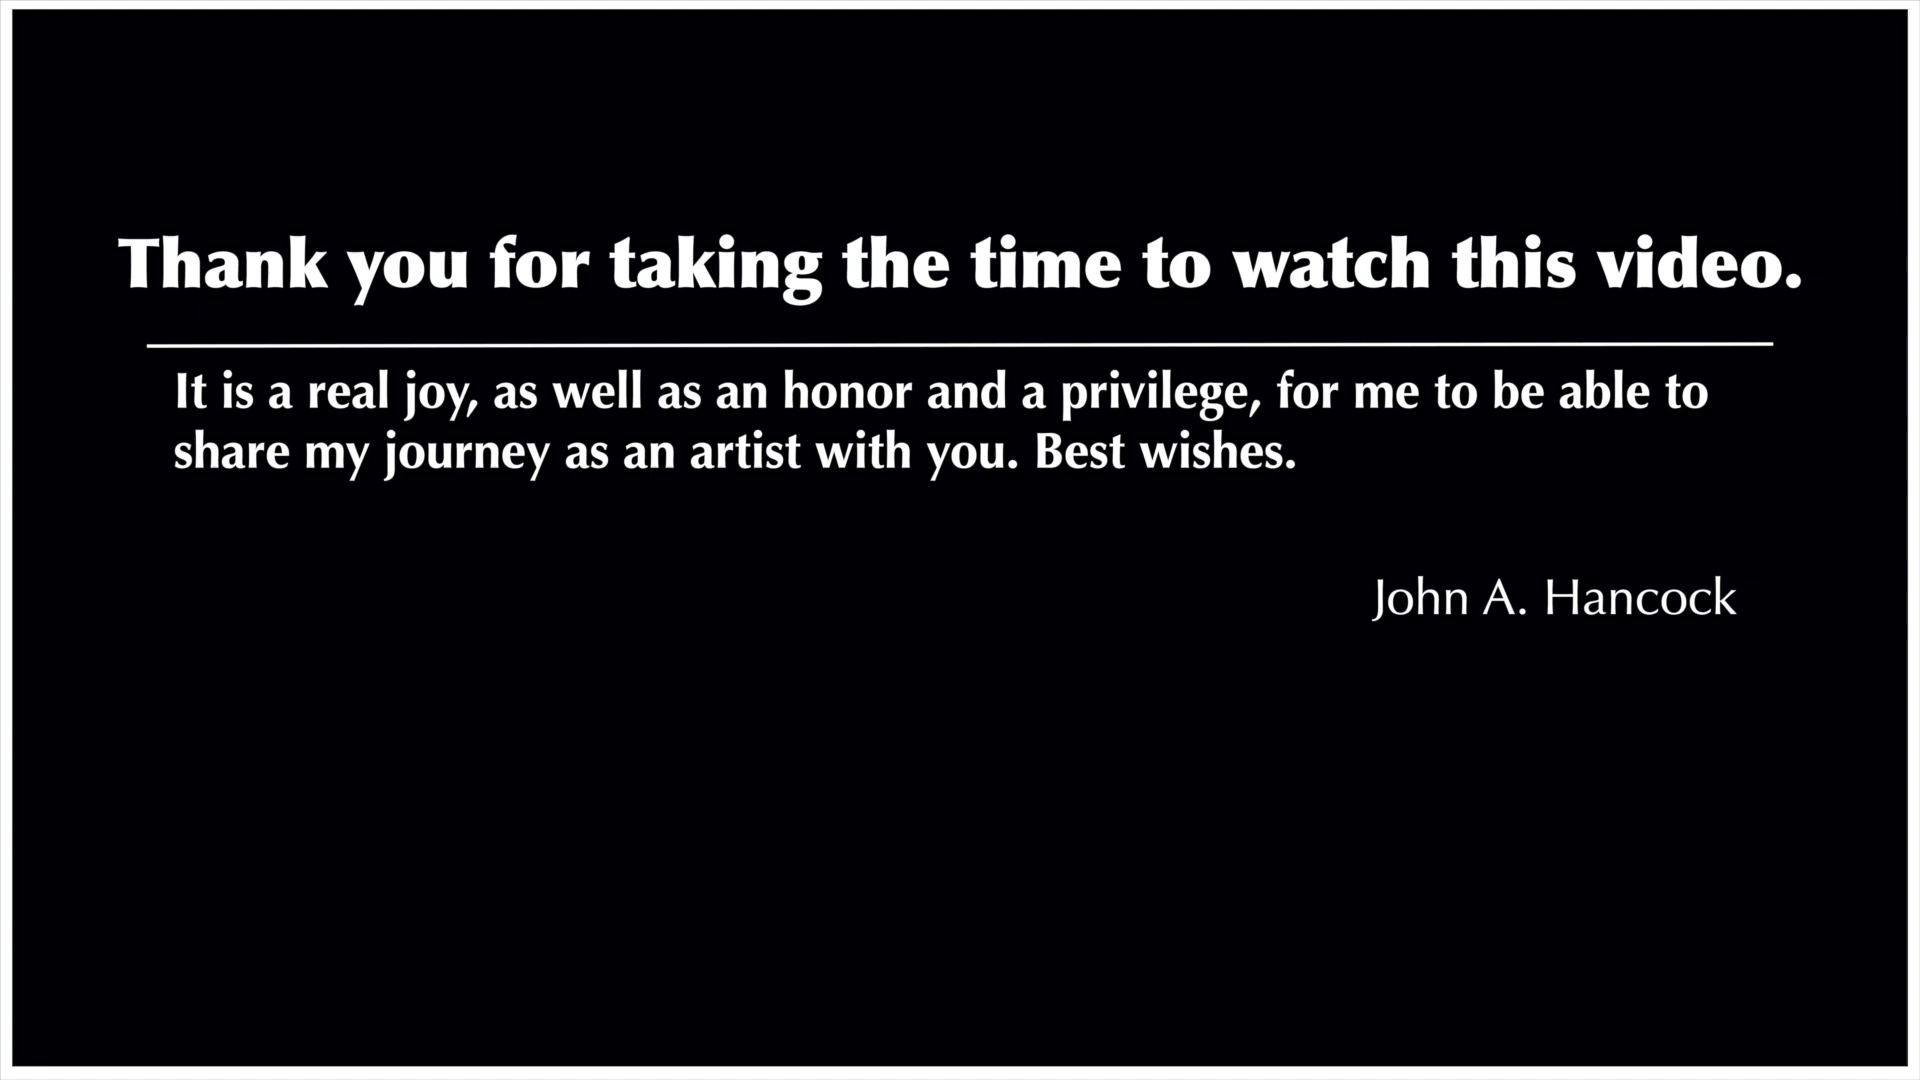 Thank you for taking the time to watch this video.
It is a real joy, as well as an honor and a privilege, for me to be able to
share my journey as an artist with you. Best wishes.
John A. Hancock